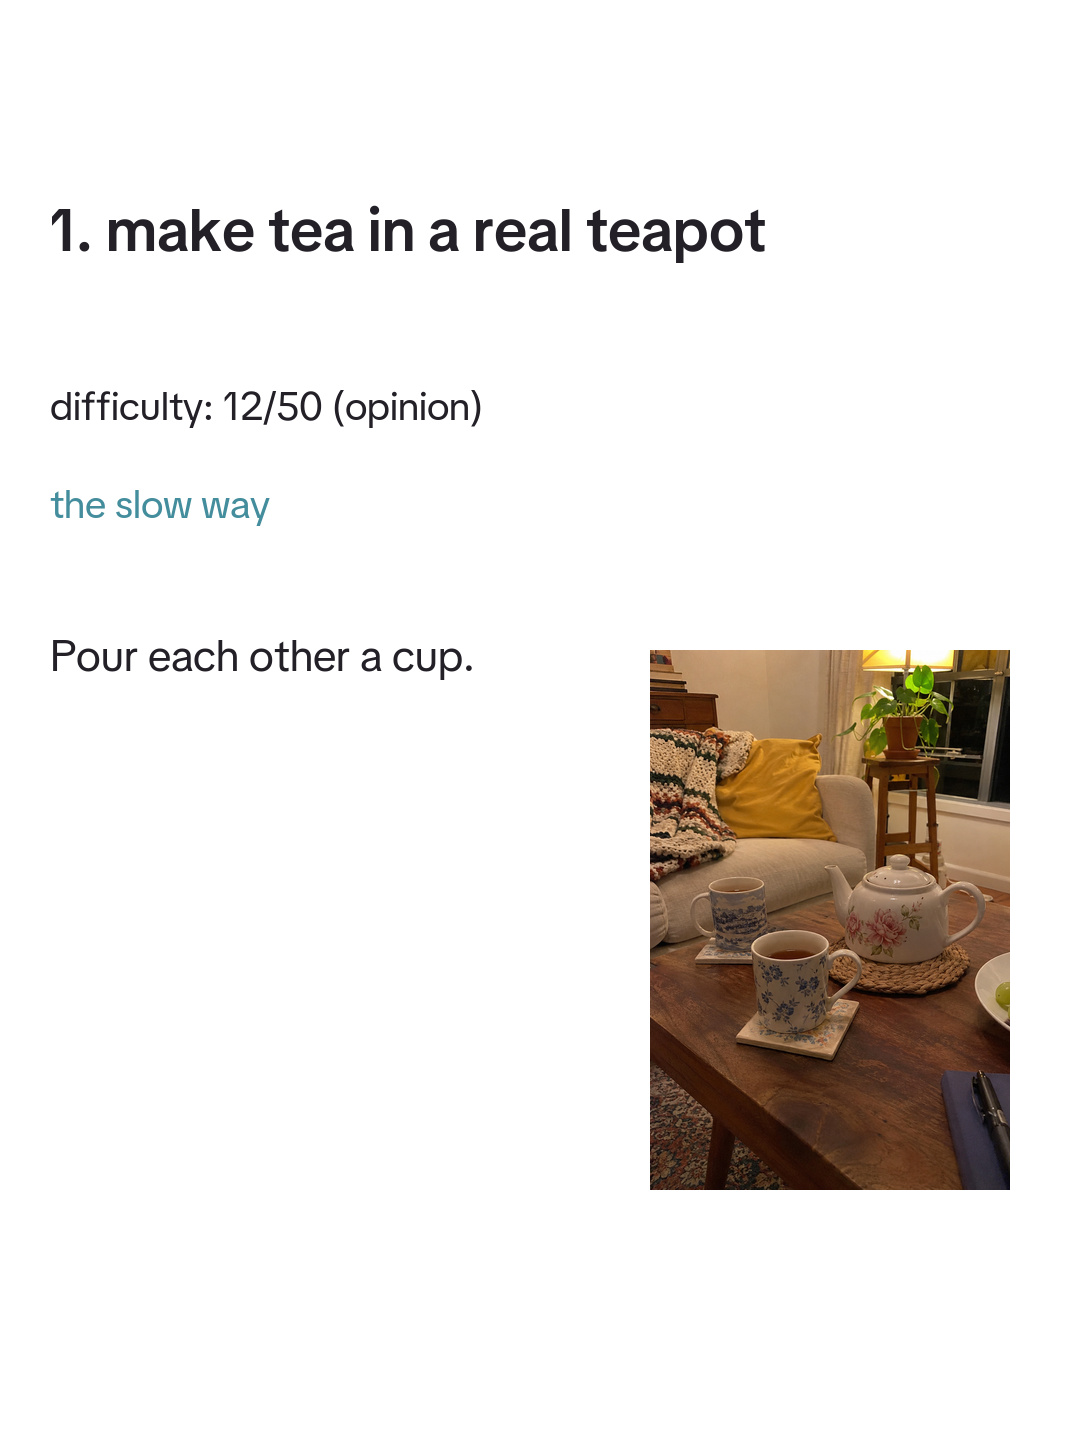 1. make tea in a real teapot
difficulty: 12/50 (opinion)
the slow way
Pour each other a cup.